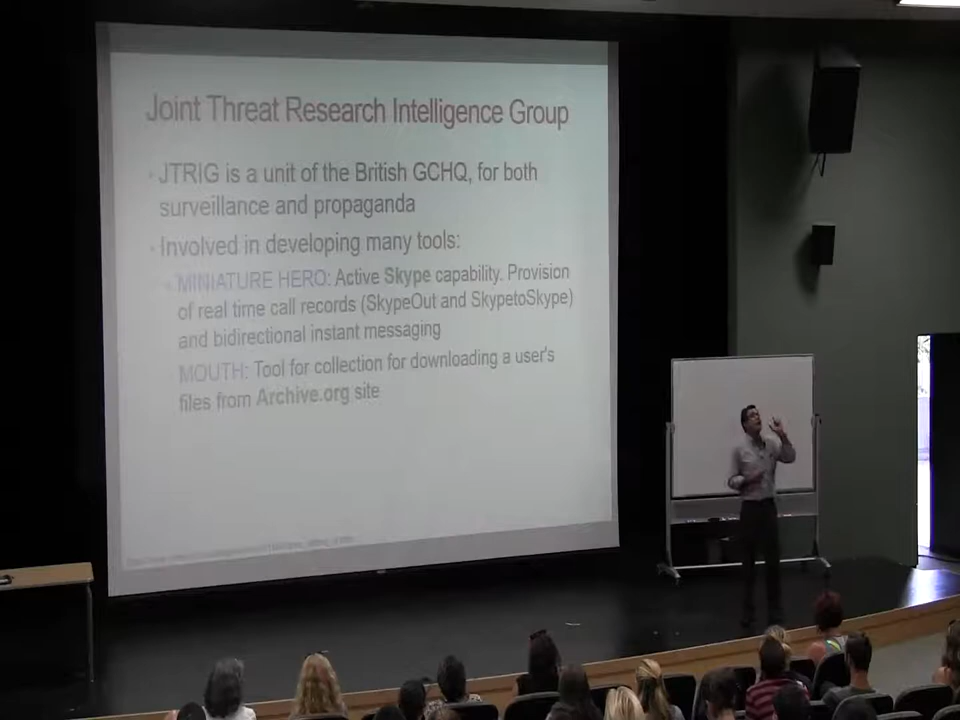 Joint Threat Research Intelligence Group
JTRIG is a unit of the British GCHQ, for both
surveillance and propaganda
Involved in developing many tools:
MINIATURE HERO: Active Skype capability. Provision
of real time call records (SkypeOut and SkypetoSkype)
and bidirectional instant messaging
MOUTH: Tool for collection for downloading a user's
files from Archive.org site